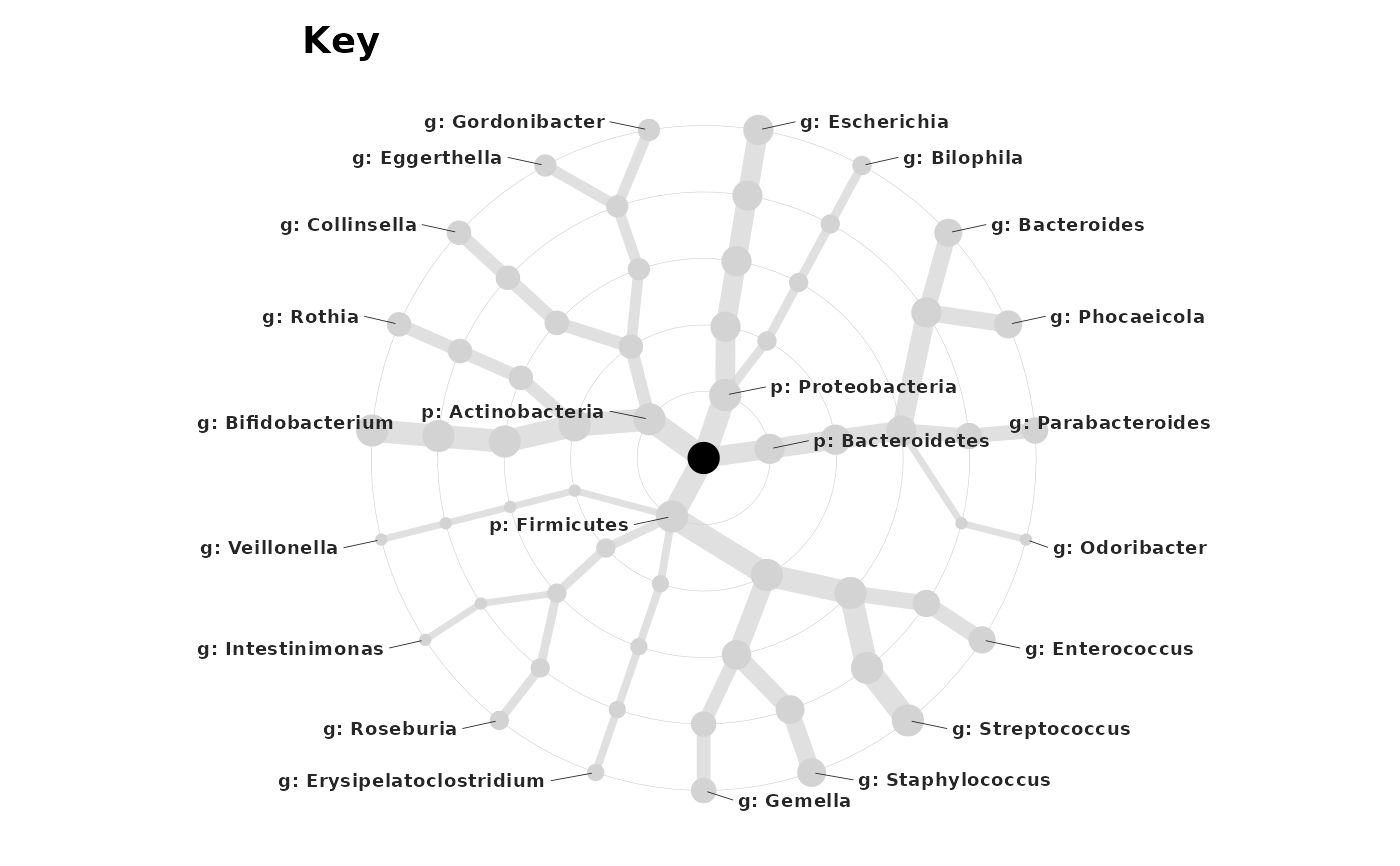 Key
g: Gordonibacter
g: Escherichia
g: Eggerthella
g: Bilophila
g: Collinsella
g: Bacteroides
g: Rothia
g: Phocaeicola
p: Proteobacteria
p: Actinobacteria
g: Bifidobacterium
g: Parabacteroides
p: Bacteroidetes
p: Firmicutes
g: Veillonella
g: Odoribacter
g: Intestinimonas
g: Enterococcus
g: Roseburia
g: Streptococcus
g: Erysipelatoclostridium
g: Staphylococcus
g: Gemella